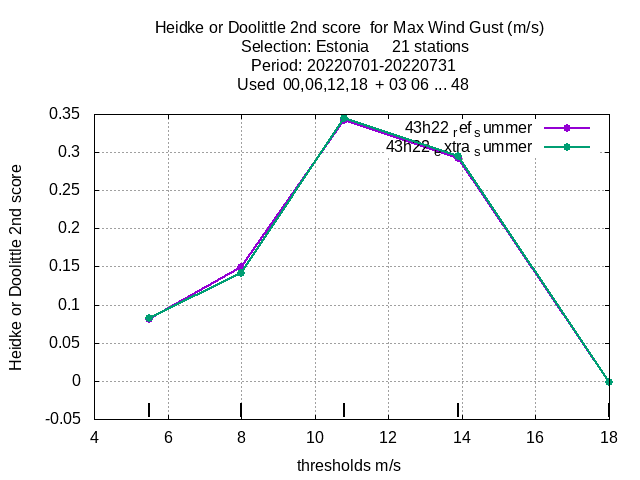 Heidke or Doolittle 2nd score  for Max Wind Gust (m/s)
Selection: Estonia     21 stations
Period: 20220701-20220731
Used  00,06,12,18  + 03 06 ... 48
43h22 ref summer
43h22 extra summer
Heidke or Doolittle 2nd score
0.35
0.3
0.25
0.2
0.15
0.1
0.05
0
-0.05
4 6 8 10 12 14 16 18
thresholds m/s